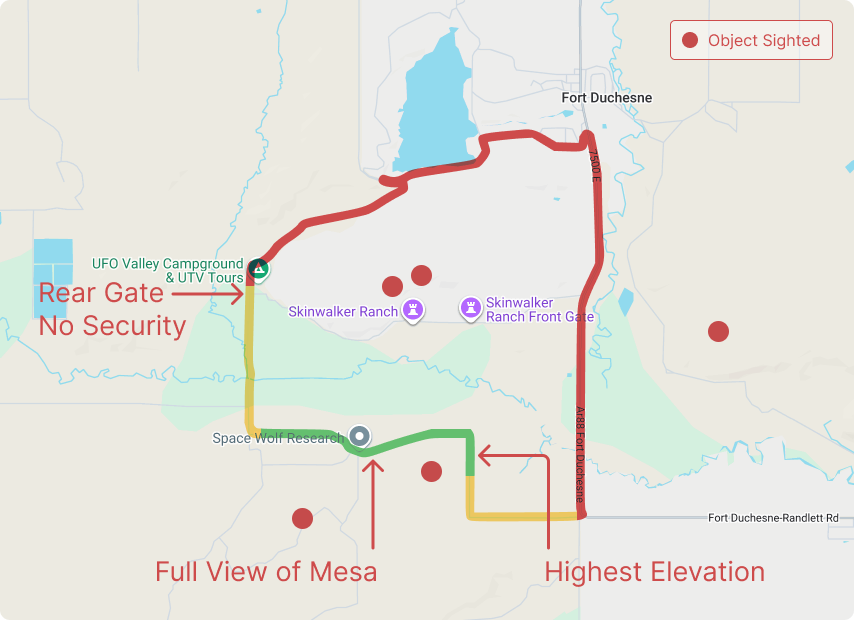 Object Sighted
Fort Duchesne
7500 E
UFO Valley Campground
& UTV Tours
Rear Gate
No Security
Skinwalker Ranch
Skinwalker
Ranch Front Gate
Ar88 Fort Duchesne
Space Wolf Research
Fort Duchesne-Randlett Rd
Full View of Mesa
Highest Elevation